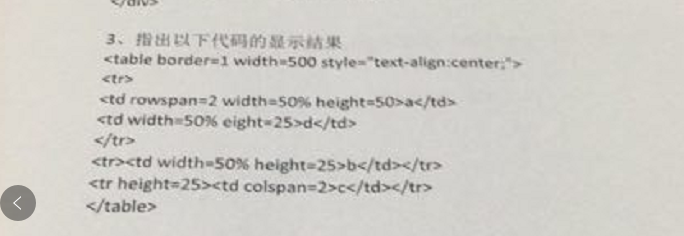 </div>
3、指出以下代码的显示结果
<table border=1 width=500 style="text-align:center;">
<tr>
<td rowspan=2 width=50% height=50>a</td>
<td width=50% eight=25>d</td>
</tr>
<tr><td width=50% height=25>b</td></tr>
<tr height=25><td colspan=2>c</td></tr>
</table>